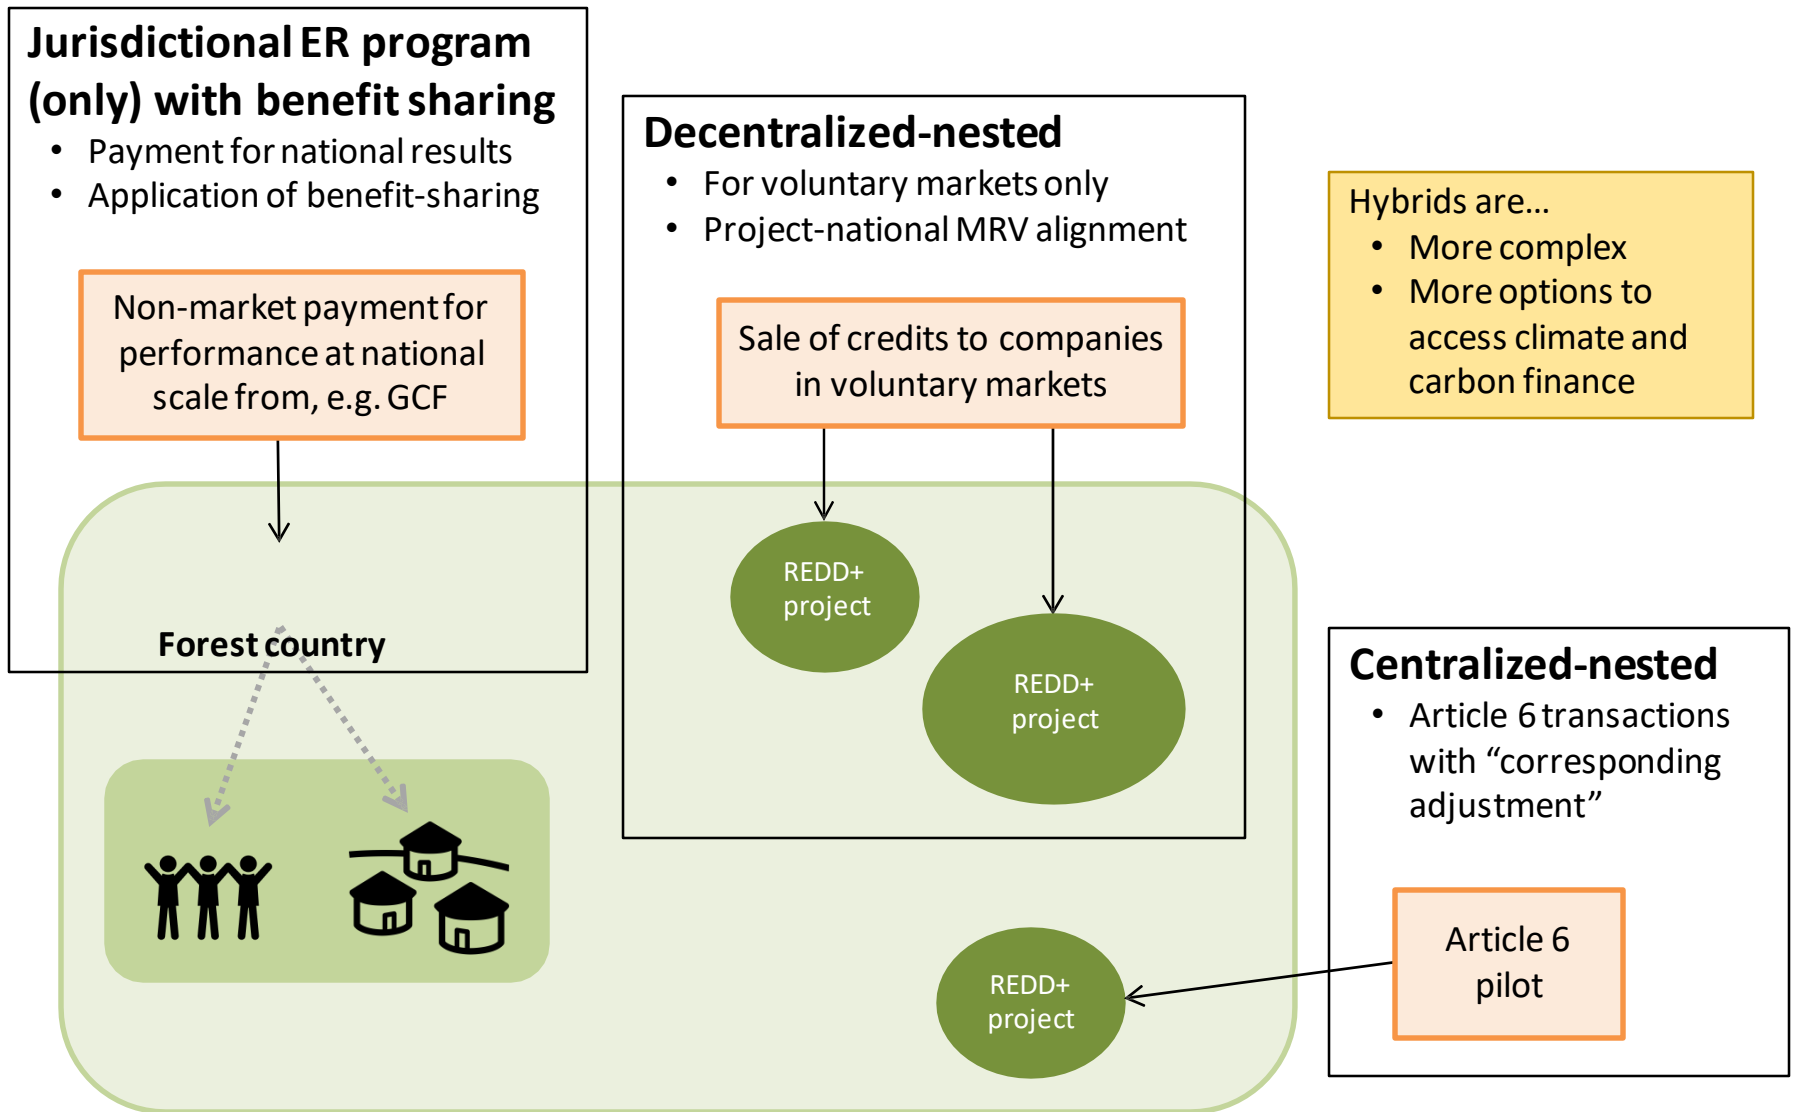 Jurisdictional ER program
(only) with benefit sharing
• Payment for national results
• Application of benefit-sharing
Non-market payment for
performance at national
scale from, e.g. GCF
Forest country
Decentralized-nested
• For voluntary markets only
• Project-national MRV alignment
Sale of credits to companies
in voluntary markets
REDD+
project
REDD+
project
Hybrids are...
• More complex
• More options to
access climate and
carbon finance
Centralized-nested
• Article 6 transactions
with “corresponding
adjustment”
Article 6
pilot
REDD+
project